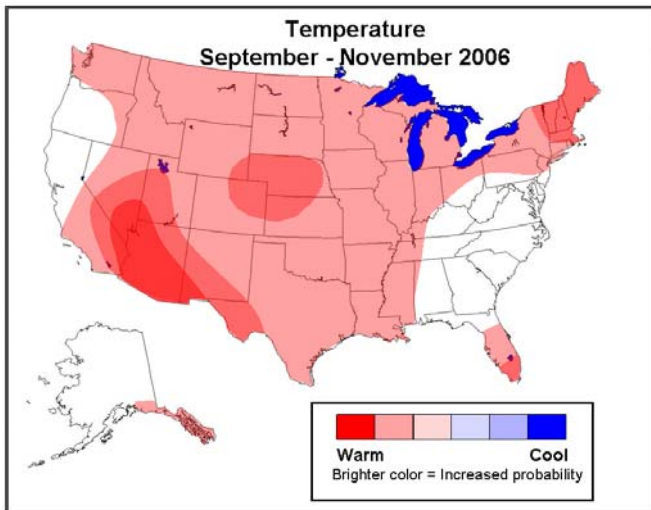 Temperature
September - November 2006
Warm Cool
Brighter color = Increased probability